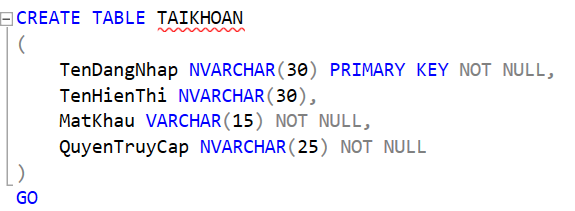 CREATE TABLE TAIKHOAN
(
TenDangNhap NVARCHAR(30) PRIMARY KEY NOT NULL,
TenHienThi NVARCHAR(30),
MatKhau VARCHAR(15) NOT NULL,
QuyenTruyCap NVARCHAR(25) NOT NULL
)
GO